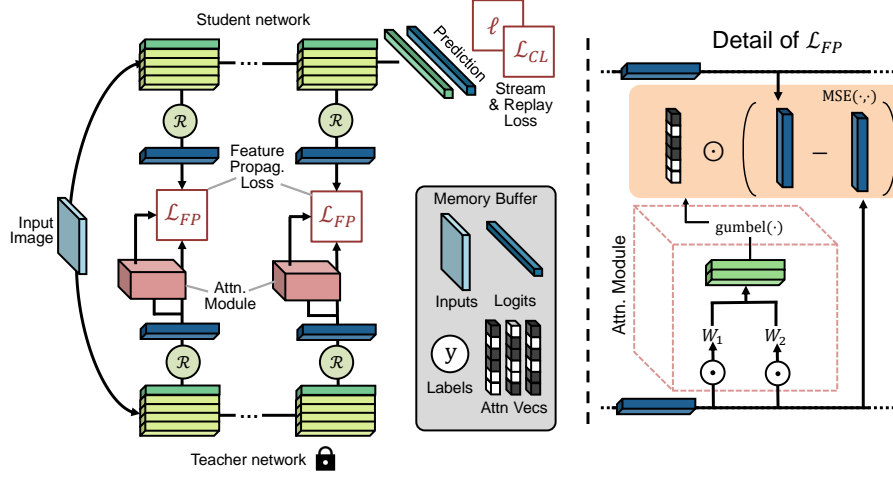 Student network
Prediction
ℓ
ℒ_CL
Stream
& Replay
Loss
ℛ
ℛ
Feature
Propag.
Loss
ℒ_FP
ℒ_FP
Input
Image
Attn.
Module
ℛ
ℛ
Teacher network
Memory Buffer
Inputs
Logits
y
Labels
Attn Vecs
Detail of ℒ_FP
MSE(·,·)
⊙
−
gumbel(·)
Attn. Module
W_1
W_2